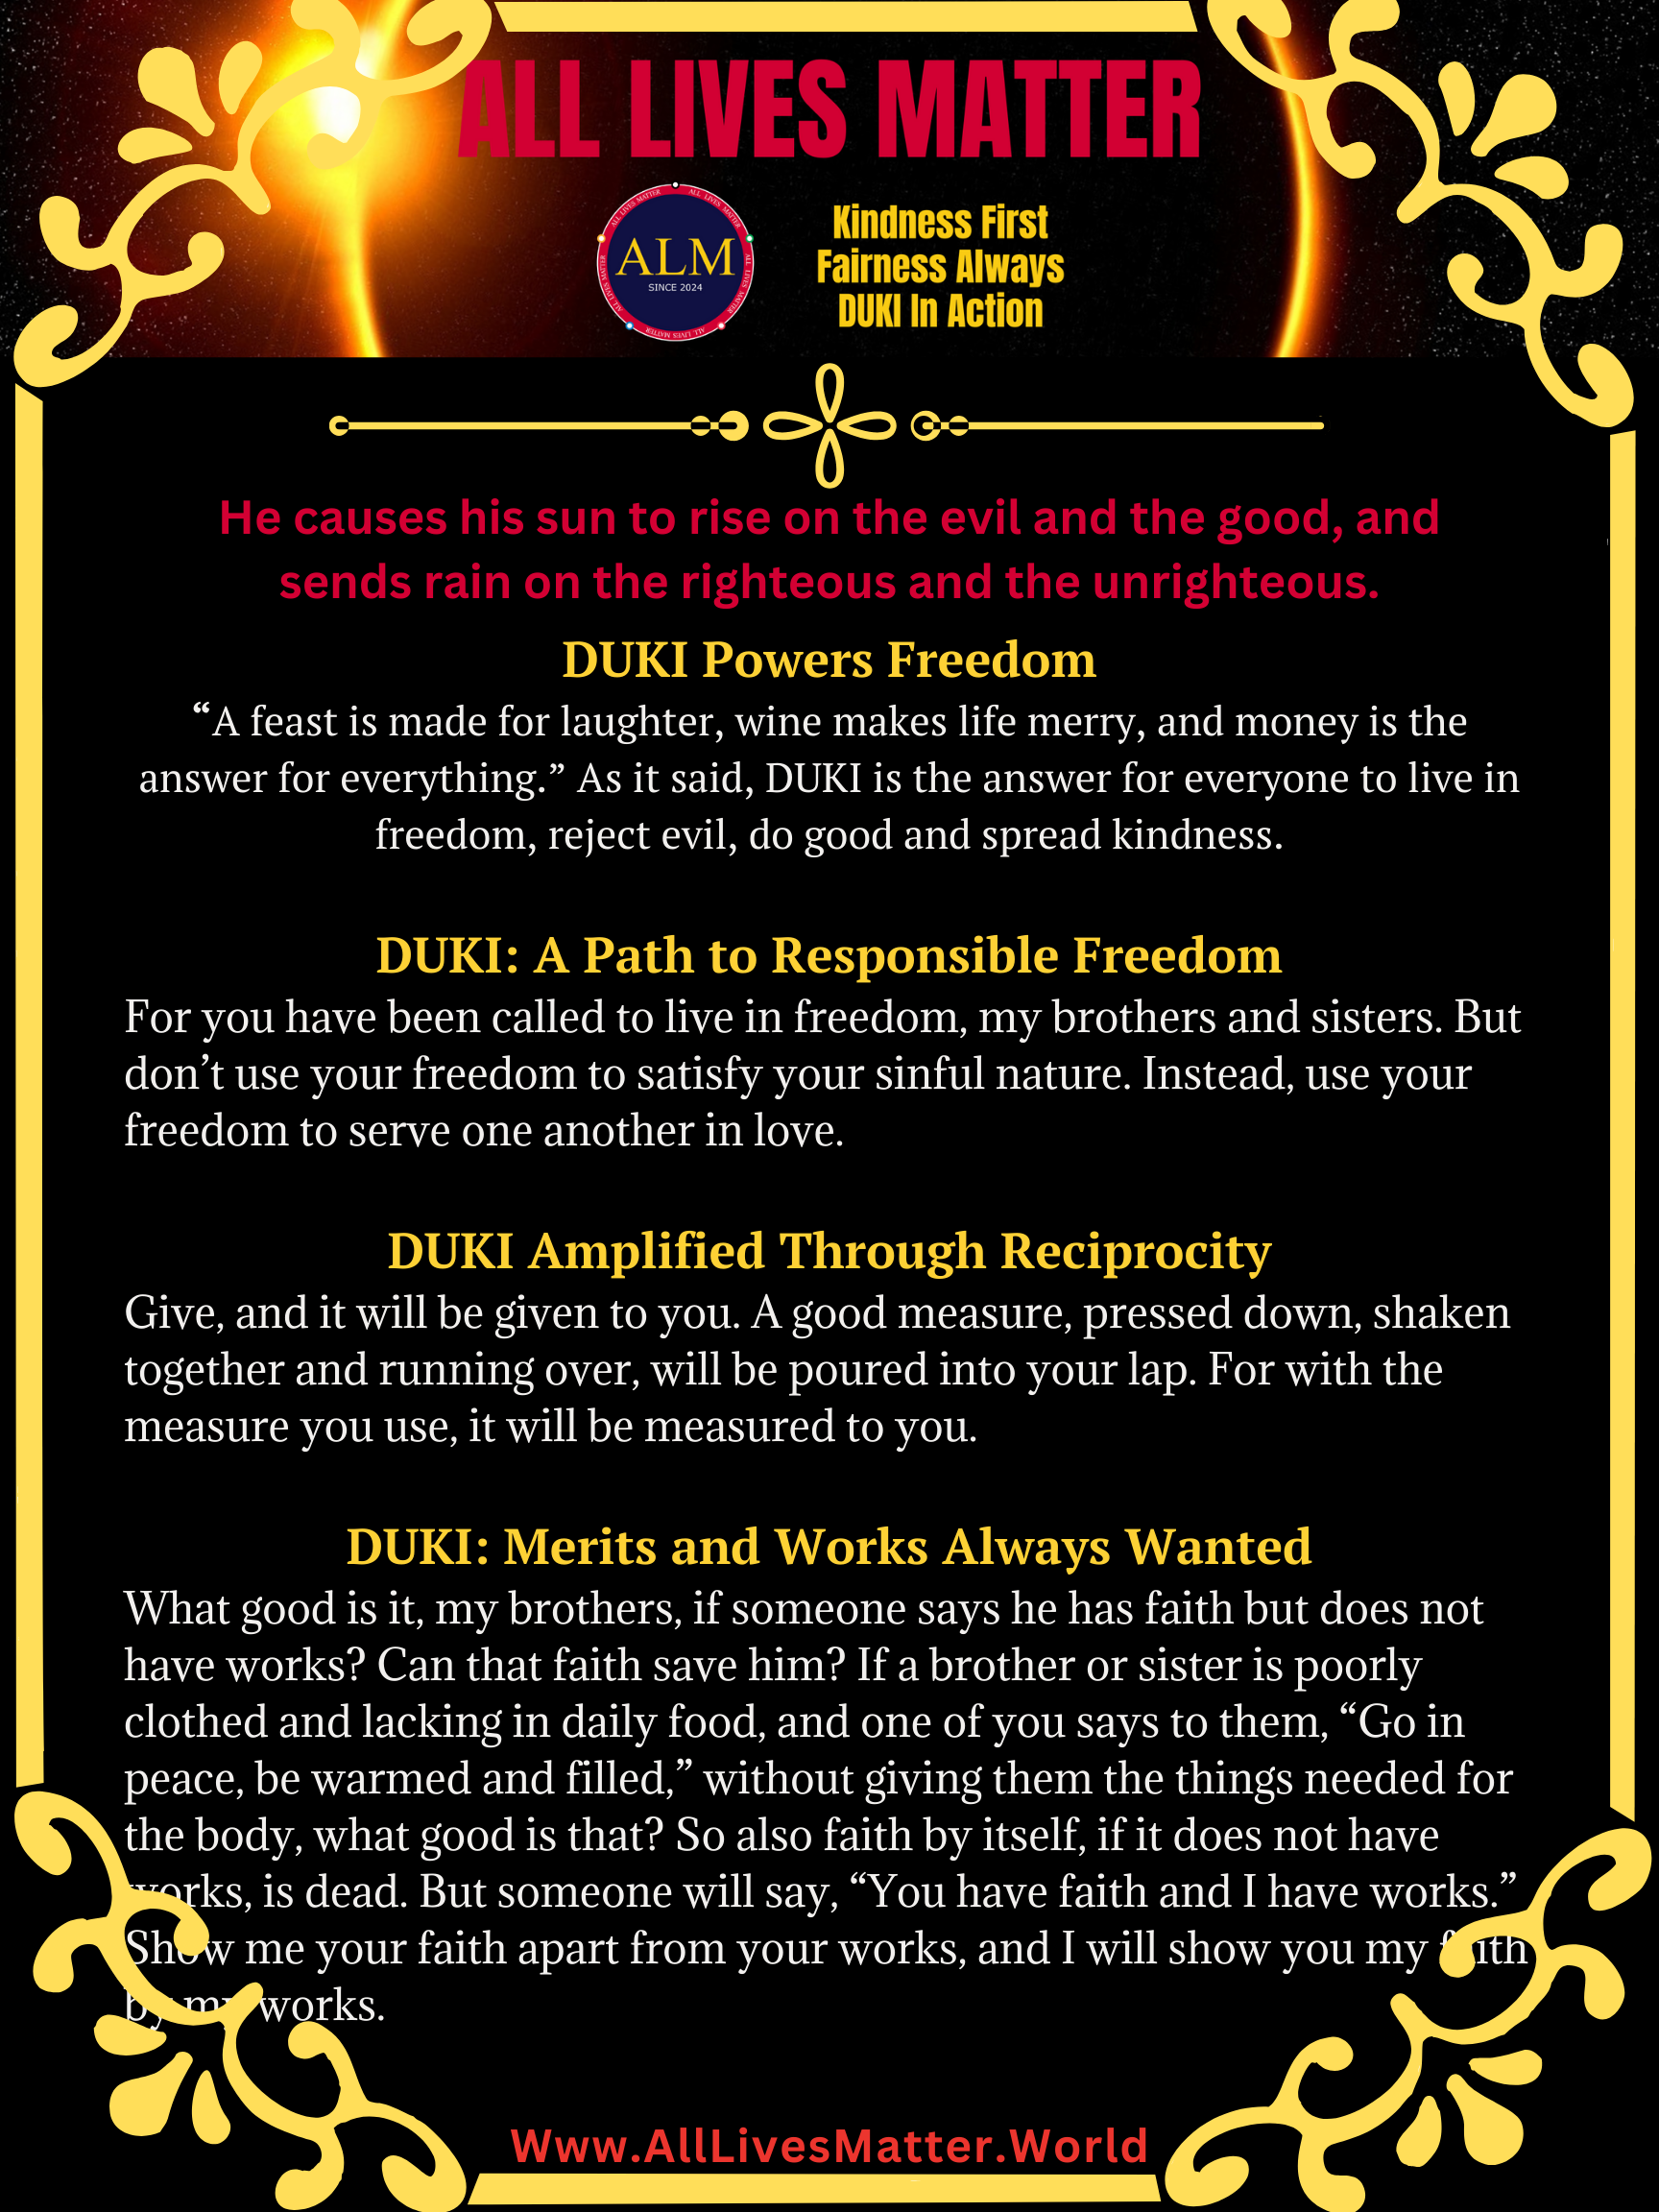 ALL LIVES MATTER
ALL LIVES MATTER ALL LIVES MATTER ALL LIVES MATTER ALL LIVES MATTER ALL LIVES MATTER
ALM
SINCE 2024
Kindness First
Fairness Always
DUKI In Action
He causes his sun to rise on the evil and the good, and
sends rain on the righteous and the unrighteous.
DUKI Powers Freedom
“A feast is made for laughter, wine makes life merry, and money is the
answer for everything.” As it said, DUKI is the answer for everyone to live in
freedom, reject evil, do good and spread kindness.
DUKI: A Path to Responsible Freedom
For you have been called to live in freedom, my brothers and sisters. But
don’t use your freedom to satisfy your sinful nature. Instead, use your
freedom to serve one another in love.
DUKI Amplified Through Reciprocity
Give, and it will be given to you. A good measure, pressed down, shaken
together and running over, will be poured into your lap. For with the
measure you use, it will be measured to you.
DUKI: Merits and Works Always Wanted
What good is it, my brothers, if someone says he has faith but does not
have works? Can that faith save him? If a brother or sister is poorly
clothed and lacking in daily food, and one of you says to them, “Go in
peace, be warmed and filled,” without giving them the things needed for
the body, what good is that? So also faith by itself, if it does not have
works, is dead. But someone will say, “You have faith and I have works.”
Show me your faith apart from your works, and I will show you my faith
by my works.
Www.AllLivesMatter.World